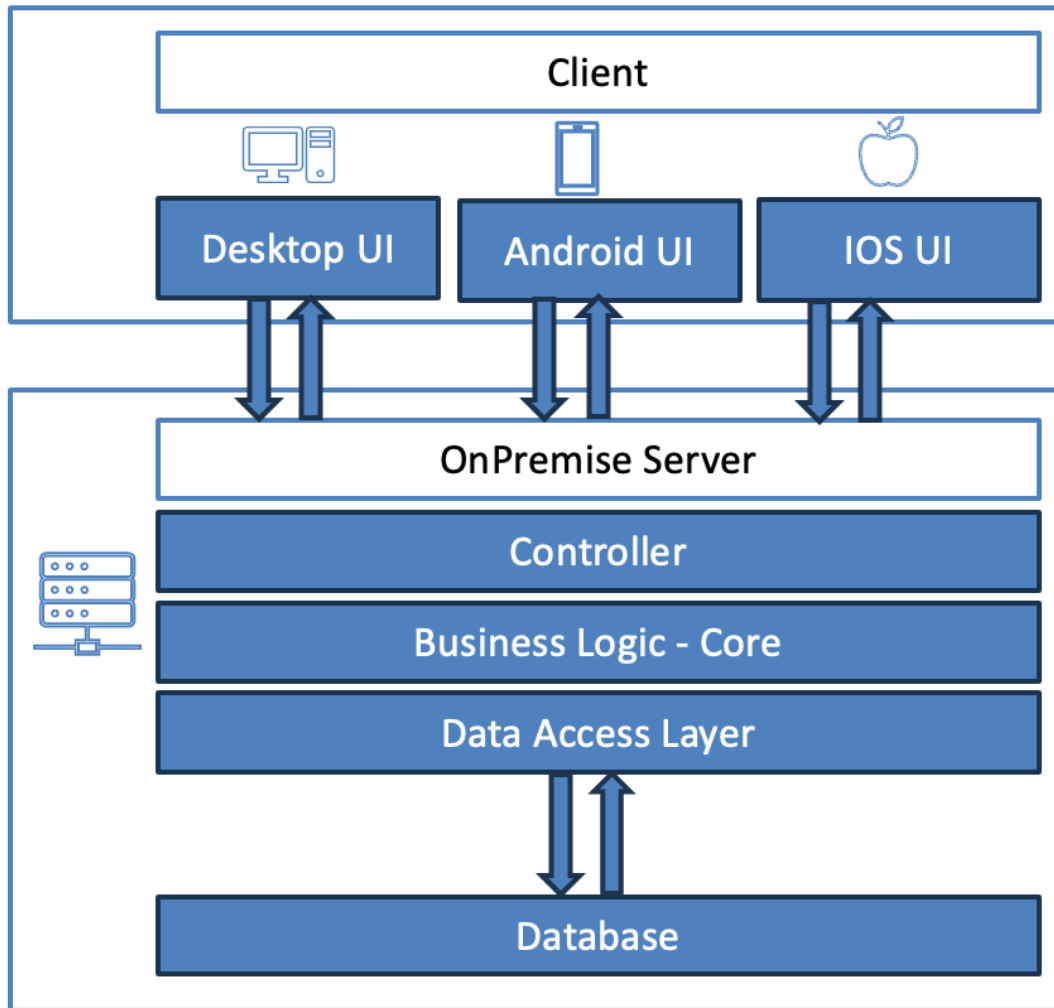 Client
Desktop UI
Android UI
IOS UI
OnPremise Server
Controller
Business Logic - Core
Data Access Layer
Database